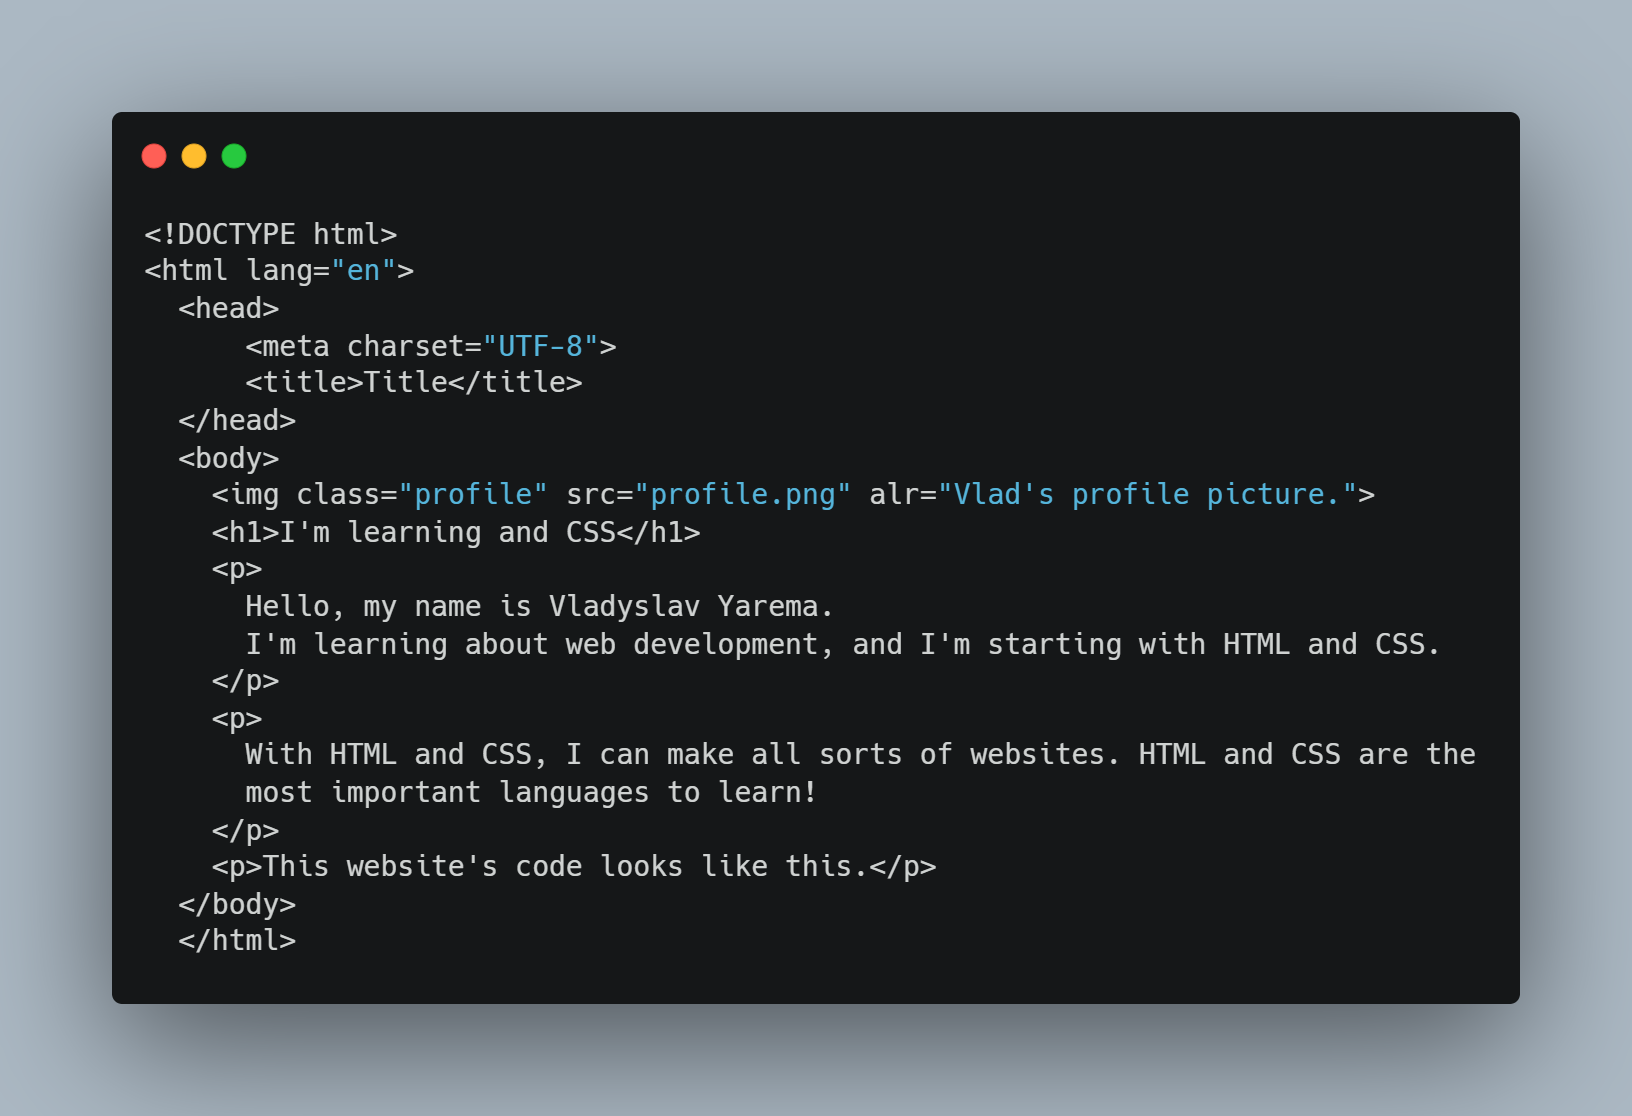 <!DOCTYPE html>
<html lang="en">
  <head>
      <meta charset="UTF-8">
      <title>Title</title>
  </head>
  <body>
    <img class="profile" src="profile.png" alr="Vlad's profile picture.">
    <h1>I'm learning and CSS</h1>
    <p>
      Hello, my name is Vladyslav Yarema.
      I'm learning about web development, and I'm starting with HTML and CSS.
    </p>
    <p>
      With HTML and CSS, I can make all sorts of websites. HTML and CSS are the
      most important languages to learn!
    </p>
    <p>This website's code looks like this.</p>
  </body>
  </html>